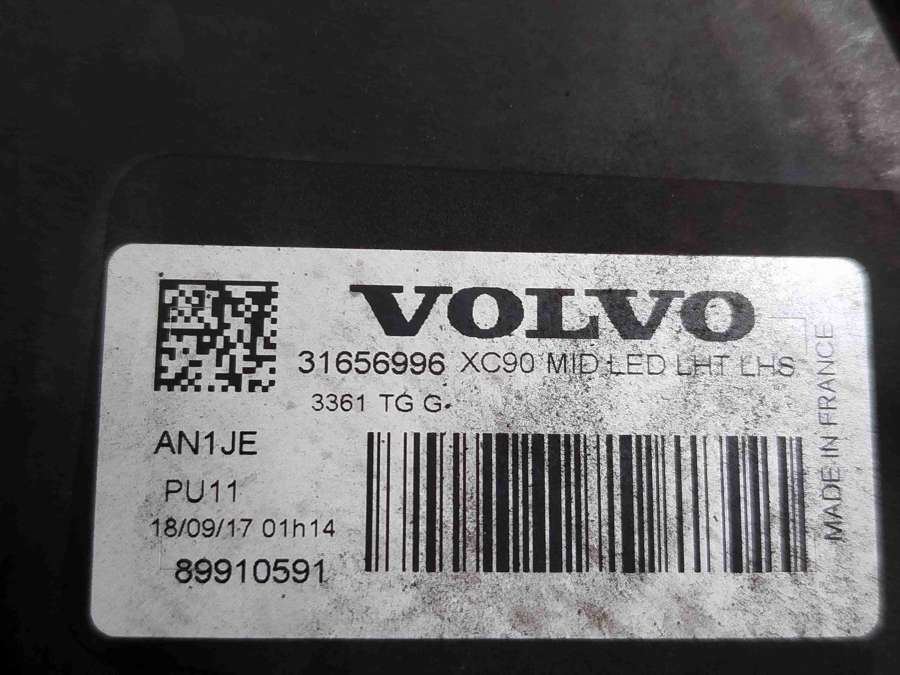 VOLVO
31656996 XC90 MID LED LHT LHS
3361 TG G
AN1JE
PU11
18/09/17 01h14
89910591
MADE IN FRANCE